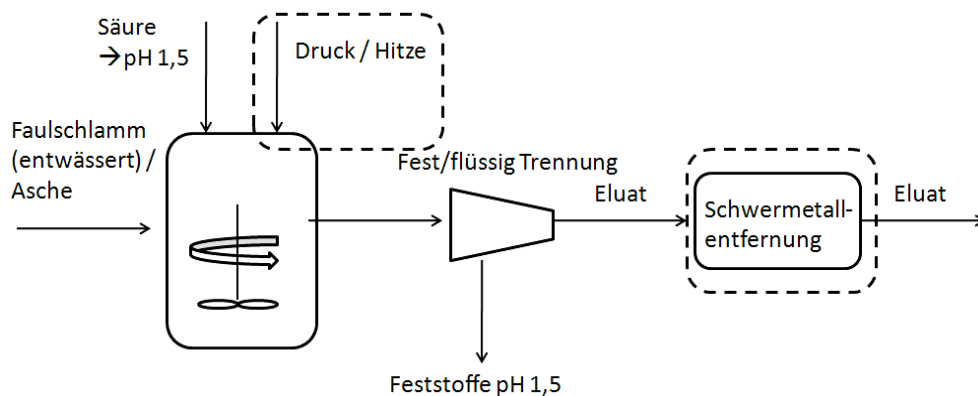 Säure
→pH 1,5
Druck / Hitze
Faulschlamm
(entwässert) /
Asche
Fest/flüssig Trennung
Eluat
Schwermetall-
entfernung
Eluat
Feststoffe pH 1,5